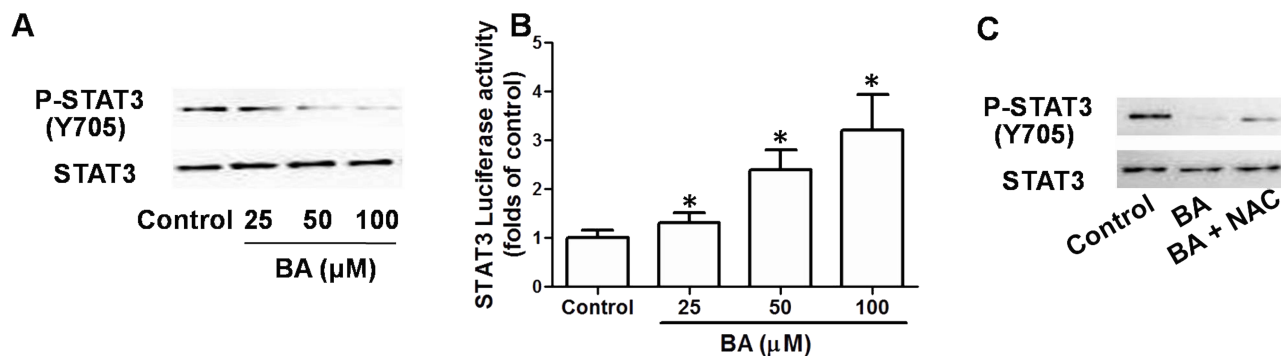 A
P-STAT3
(Y705)
STAT3
Control 25 50 100
BA (μM)
B
STAT3 Luciferase activity
(folds of control)
5
4
3
2
1
0
*
*
*
Control 25 50 100
BA (μM)
C
P-STAT3
(Y705)
STAT3
Control
BA
BA + NAC